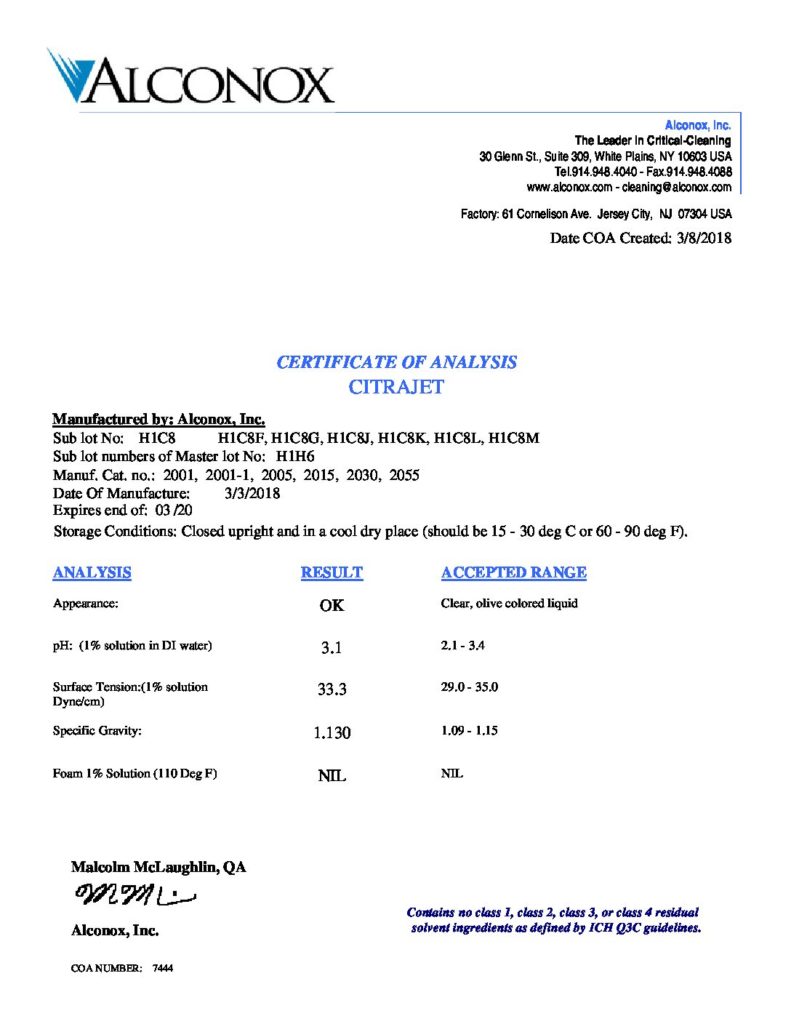 ALCONOX
Alconox, Inc.
The Leader in Critical-Cleaning
30 Glenn St., Suite 309, White Plains, NY 10603 USA
Tel.914.948.4040 - Fax.914.948.4088
www.alconox.com - cleaning@alconox.com
Factory: 61 Cornelison Ave. Jersey City, NJ 07304 USA
Date COA Created: 3/8/2018
CERTIFICATE OF ANALYSIS
CITRAJET
Manufactured by: Alconox, Inc.
Sub lot No: H1C8 H1C8F, H1C8G, H1C8J, H1C8K, H1C8L, H1C8M
Sub lot numbers of Master lot No: H1H6
Manuf. Cat. no.: 2001, 2001-1, 2005, 2015, 2030, 2055
Date Of Manufacture: 3/3/2018
Expires end of: 03 /20
Storage Conditions: Closed upright and in a cool dry place (should be 15 - 30 deg C or 60 - 90 deg F).
ANALYSIS RESULT ACCEPTED RANGE
Appearance: OK Clear, olive colored liquid
pH: (1% solution in DI water) 3.1 2.1 - 3.4
Surface Tension:(1% solution 33.3 29.0 - 35.0
Dyne/cm)
Specific Gravity: 1.130 1.09 - 1.15
Foam 1% Solution (110 Deg F) NIL NIL
Malcolm McLaughlin, QA
Alconox, Inc.
Contains no class 1, class 2, class 3, or class 4 residual
solvent ingredients as defined by ICH Q3C guidelines.
COA NUMBER: 7444